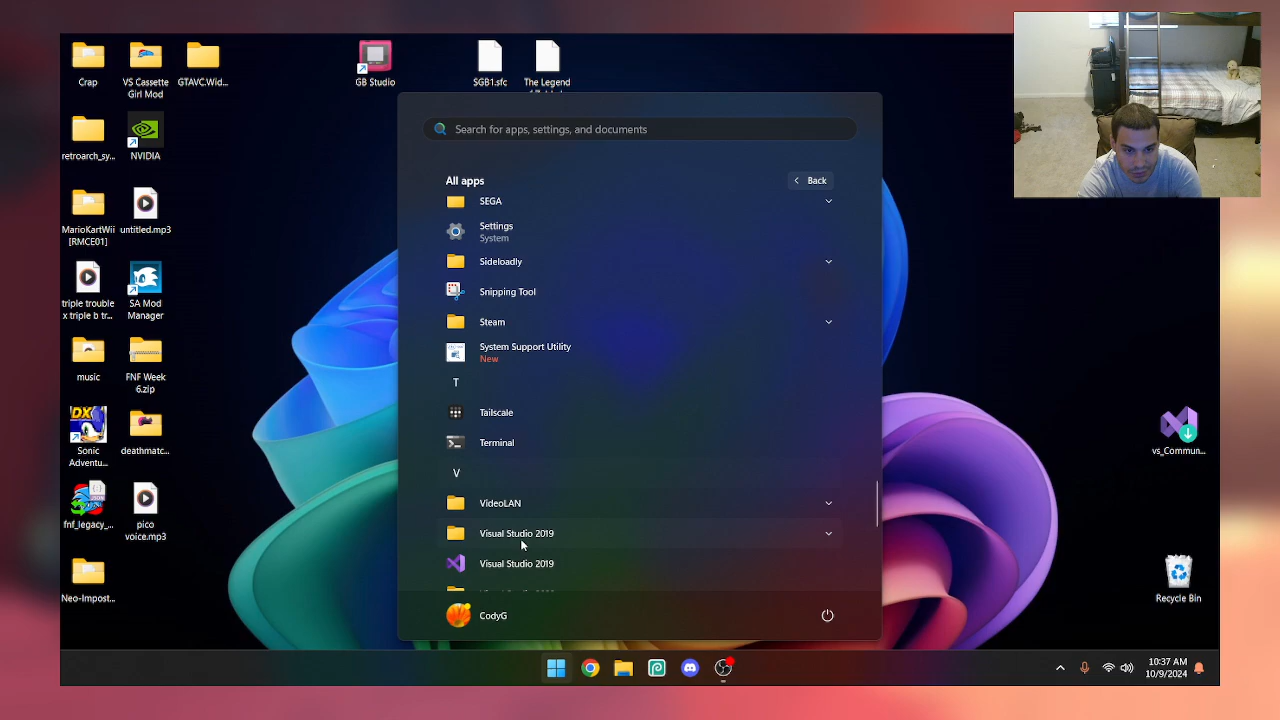 Crap
VS Cassette
Girl Mod
GTAVC.Wid...
GB Studio
SGB1.sfc
The Legend
retroarch_sy...
NVIDIA
MarioKartWii
[RMCE01]
untitled.mp3
triple trouble
x triple b tr...
SA Mod
Manager
music
FNF Week
6.zip
DX
Sonic
Adventu...
deathmatc...
fnf_legacy_...
pico
voice.mp3
Neo-Impost...
Search for apps, settings, and documents
All apps
Back
SEGA
Settings
System
Sideloadly
Snipping Tool
Steam
System Support Utility
New
T
Tailscale
Terminal
V
VideoLAN
Visual Studio 2019
Visual Studio 2019
CodyG
vs_Commun...
Recycle Bin
10:37 AM
10/9/2024